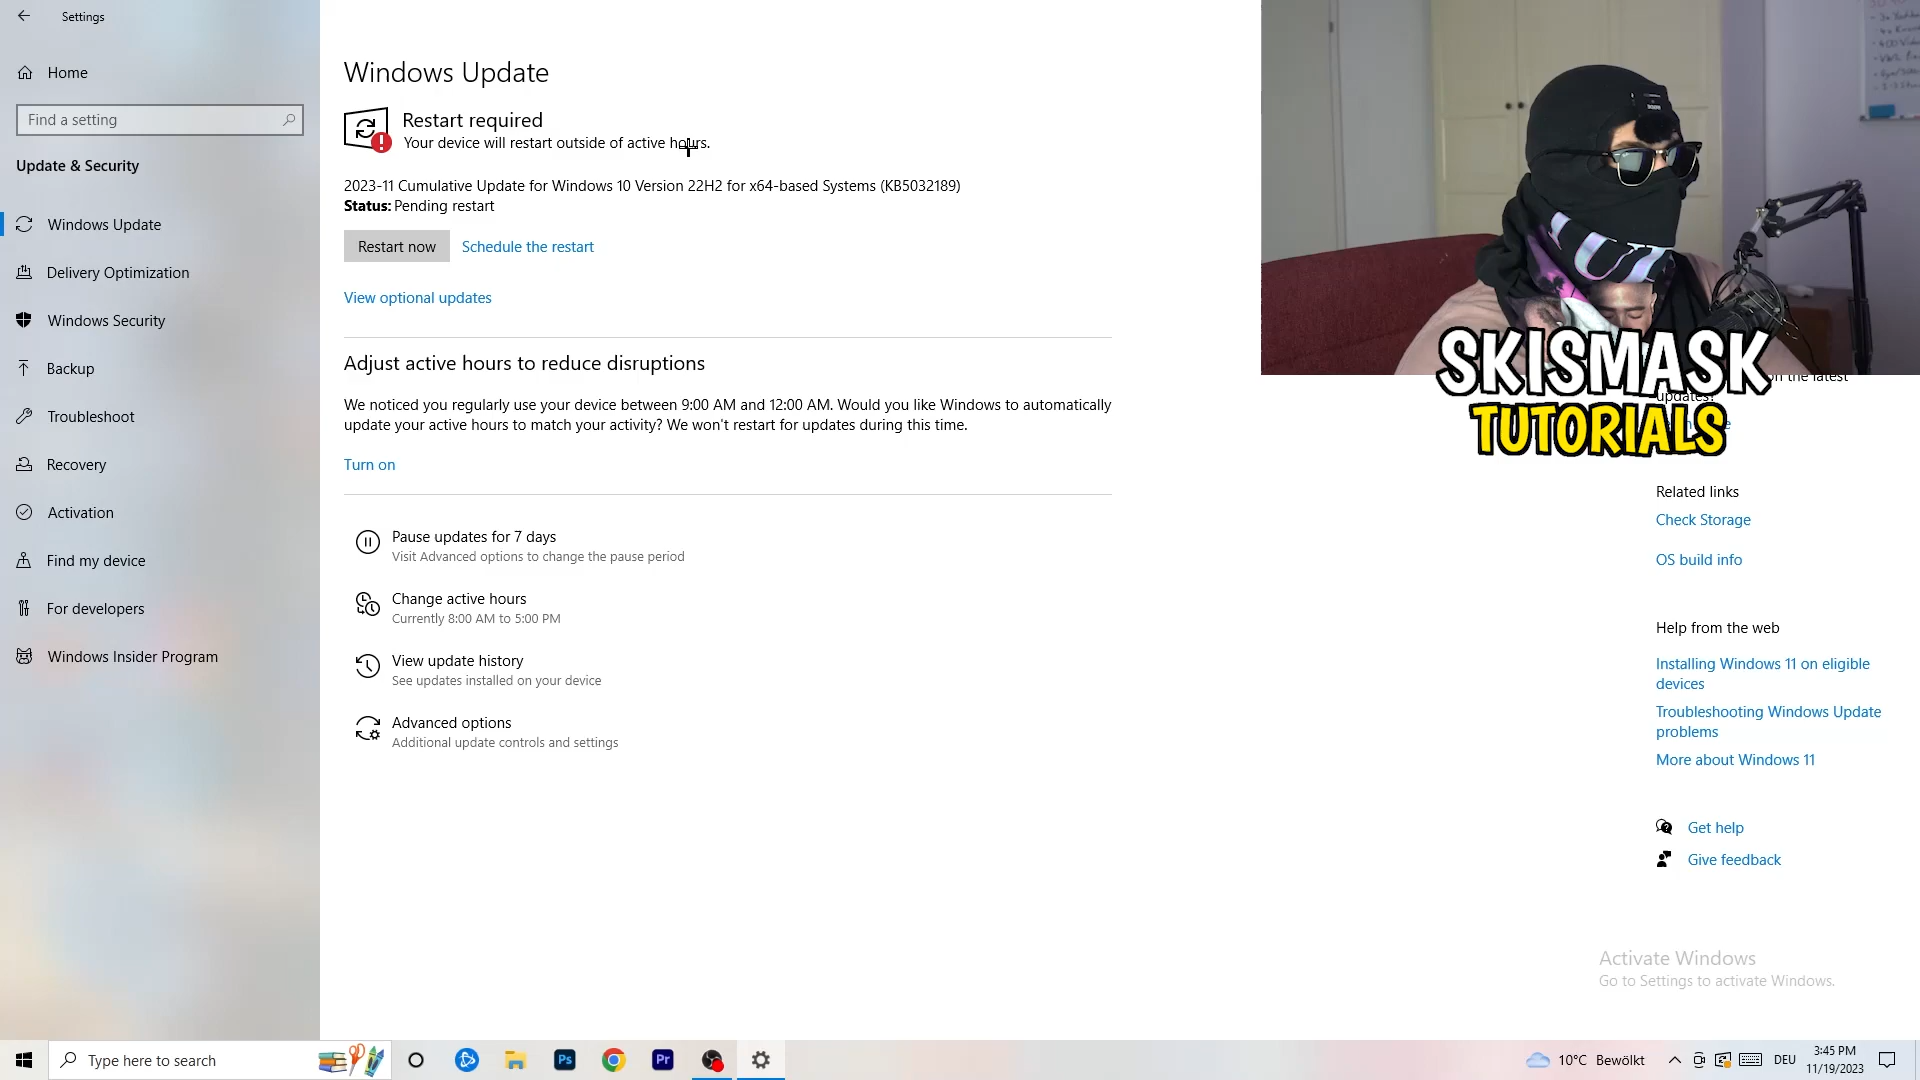 Settings
Home
Find a setting
Update & Security
Windows Update
Delivery Optimization
Windows Security
Backup
Troubleshoot
Recovery
Activation
Find my device
For developers
Windows Insider Program
Windows Update
Restart required
Your device will restart outside of active hours.
2023-11 Cumulative Update for Windows 10 Version 22H2 for x64-based Systems (KB5032189)
Status: Pending restart
Restart now
Schedule the restart
View optional updates
Adjust active hours to reduce disruptions
We noticed you regularly use your device between 9:00 AM and 12:00 AM. Would you like Windows to automatically
update your active hours to match your activity? We won't restart for updates during this time.
Turn on
Pause updates for 7 days
Visit Advanced options to change the pause period
Change active hours
Currently 8:00 AM to 5:00 PM
View update history
See updates installed on your device
Advanced options
Additional update controls and settings
SKISMASK
TUTORIALS
on the latest
updates?
Related links
Check Storage
OS build info
Help from the web
Installing Windows 11 on eligible
devices
Troubleshooting Windows Update
problems
More about Windows 11
Get help
Give feedback
Activate Windows
Go to Settings to activate Windows.
Type here to search
Ps
Pr
10°C Bewölkt
DEU
3:45 PM
11/19/2023